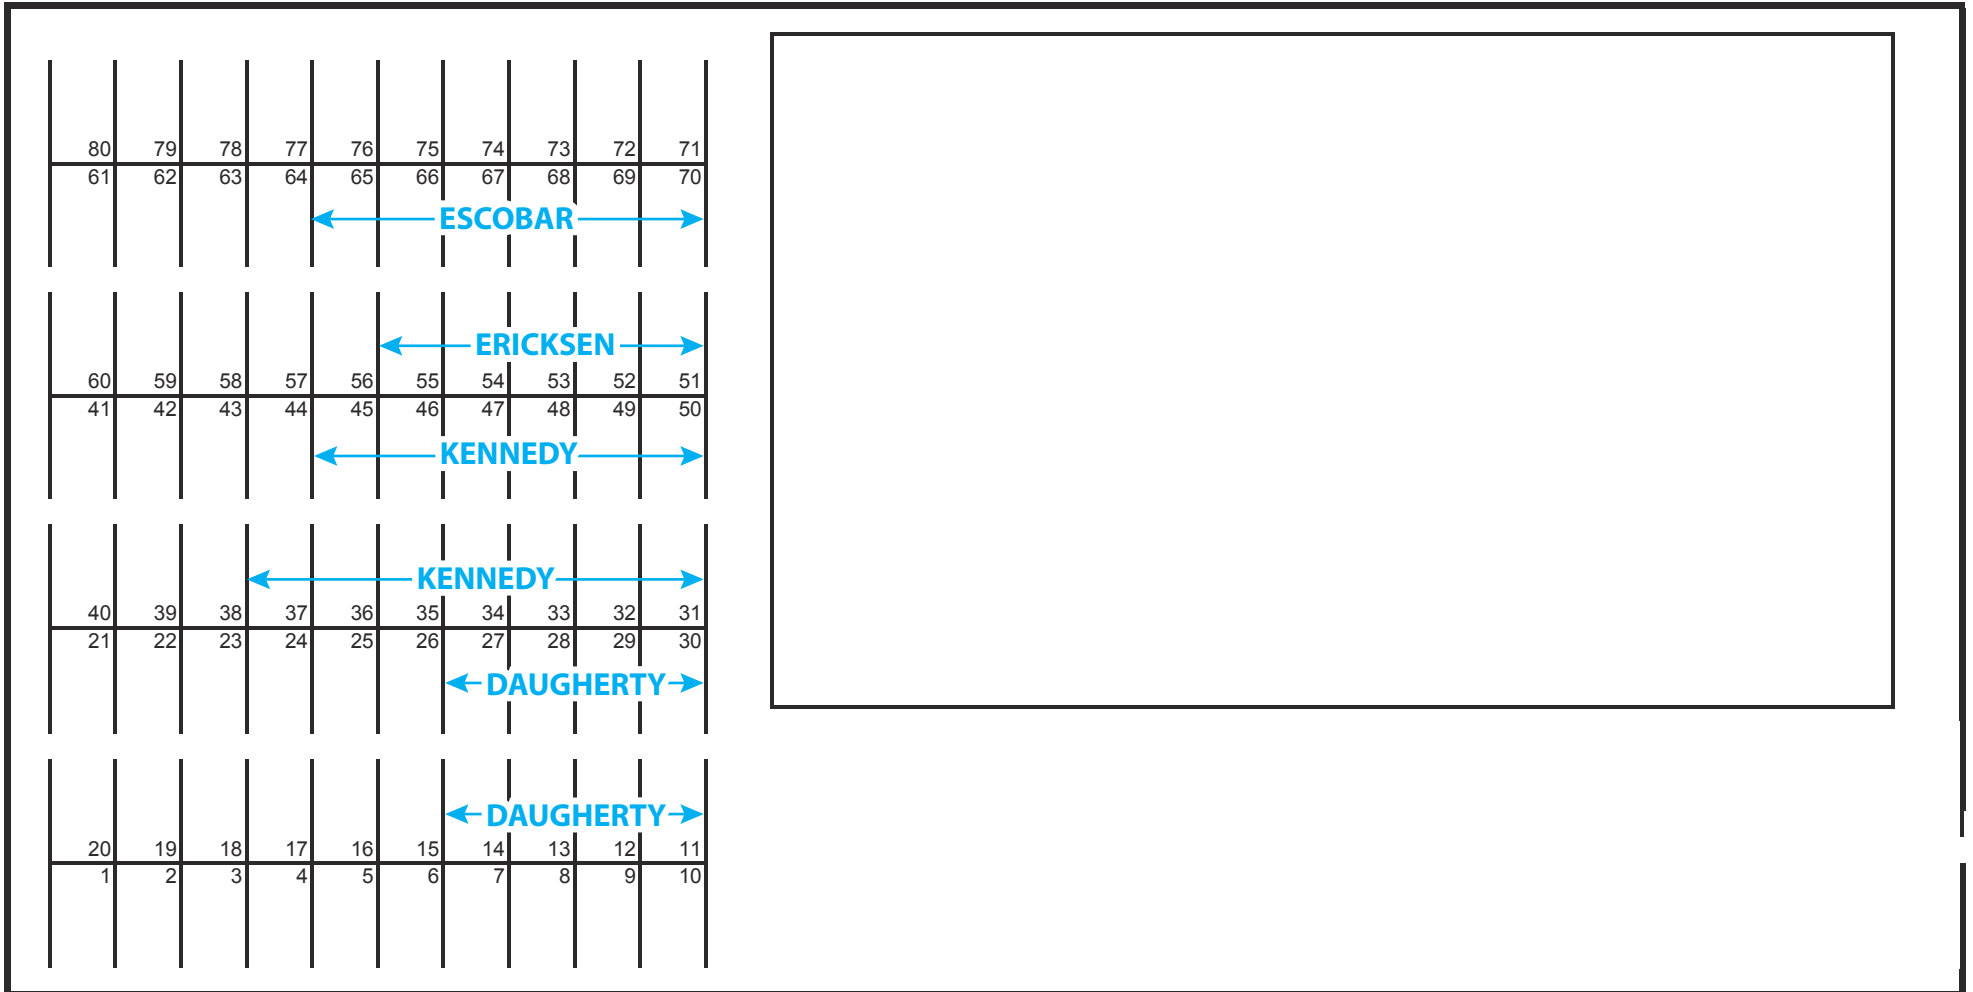 80 79 78 77 76 75 74 73 72 71
61 62 63 64 65 66 67 68 69 70
ESCOBAR
ERICKSEN
60 59 58 57 56 55 54 53 52 51
41 42 43 44 45 46 47 48 49 50
KENNEDY
KENNEDY
40 39 38 37 36 35 34 33 32 31
21 22 23 24 25 26 27 28 29 30
DAUGHERTY
DAUGHERTY
20 19 18 17 16 15 14 13 12 11
1 2 3 4 5 6 7 8 9 10